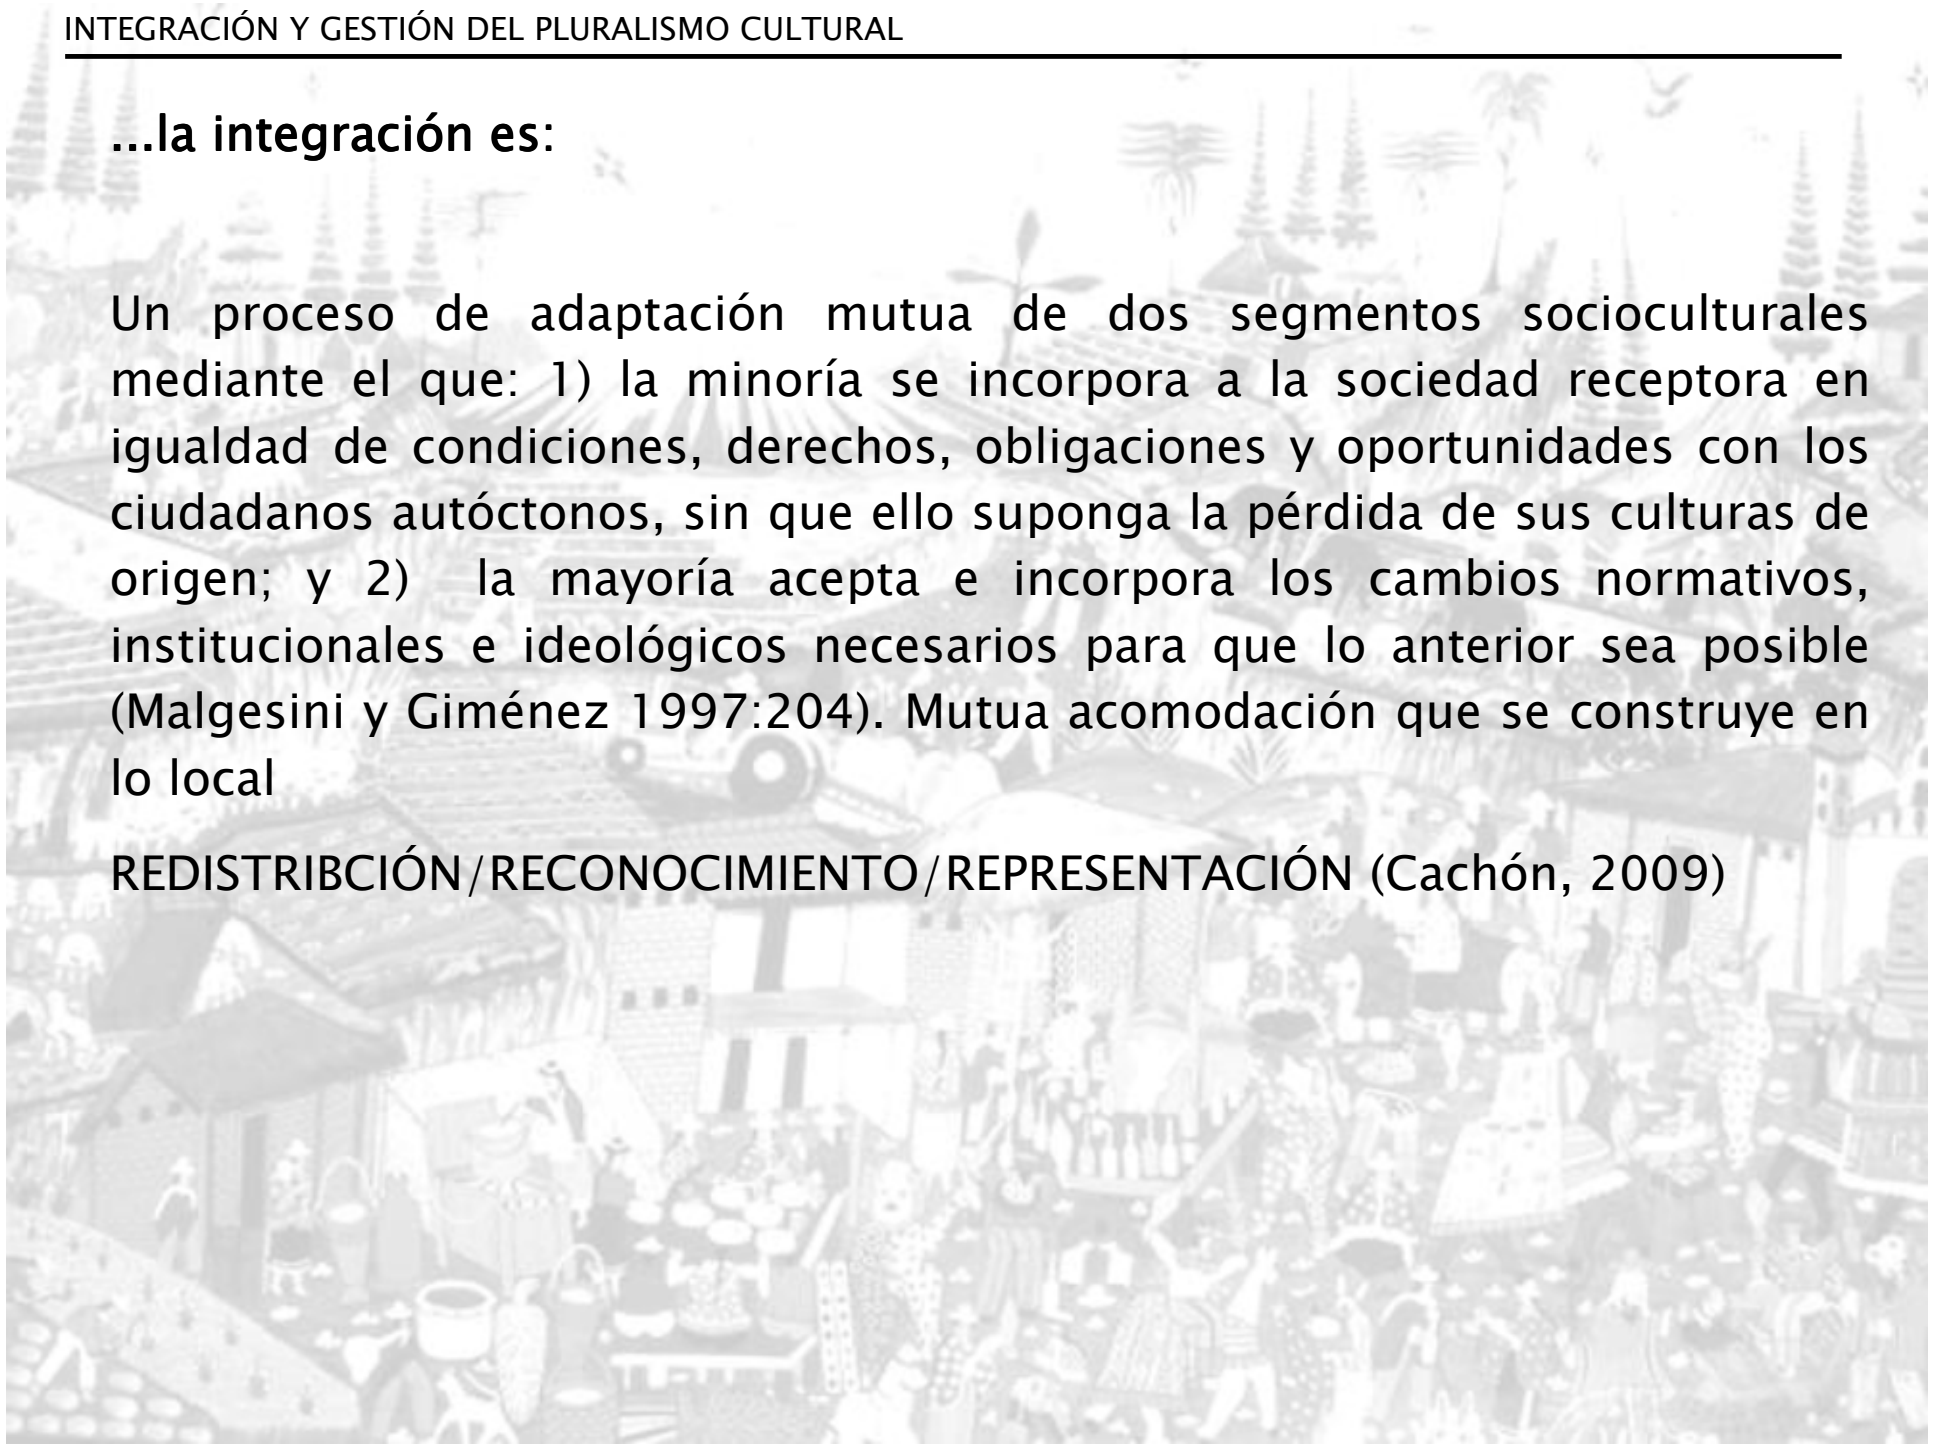 INTEGRACIÓN Y GESTIÓN DEL PLURALISMO CULTURAL
...la integración es:
Un proceso de adaptación mutua de dos segmentos socioculturales
mediante el que: 1) la minoría se incorpora a la sociedad receptora en
igualdad de condiciones, derechos, obligaciones y oportunidades con los
ciudadanos autóctonos, sin que ello suponga la pérdida de sus culturas de
origen; y 2) la mayoría acepta e incorpora los cambios normativos,
institucionales e ideológicos necesarios para que lo anterior sea posible
(Malgesini y Giménez 1997:204). Mutua acomodación que se construye en
lo local
REDISTRIBCIÓN/RECONOCIMIENTO/REPRESENTACIÓN (Cachón, 2009)